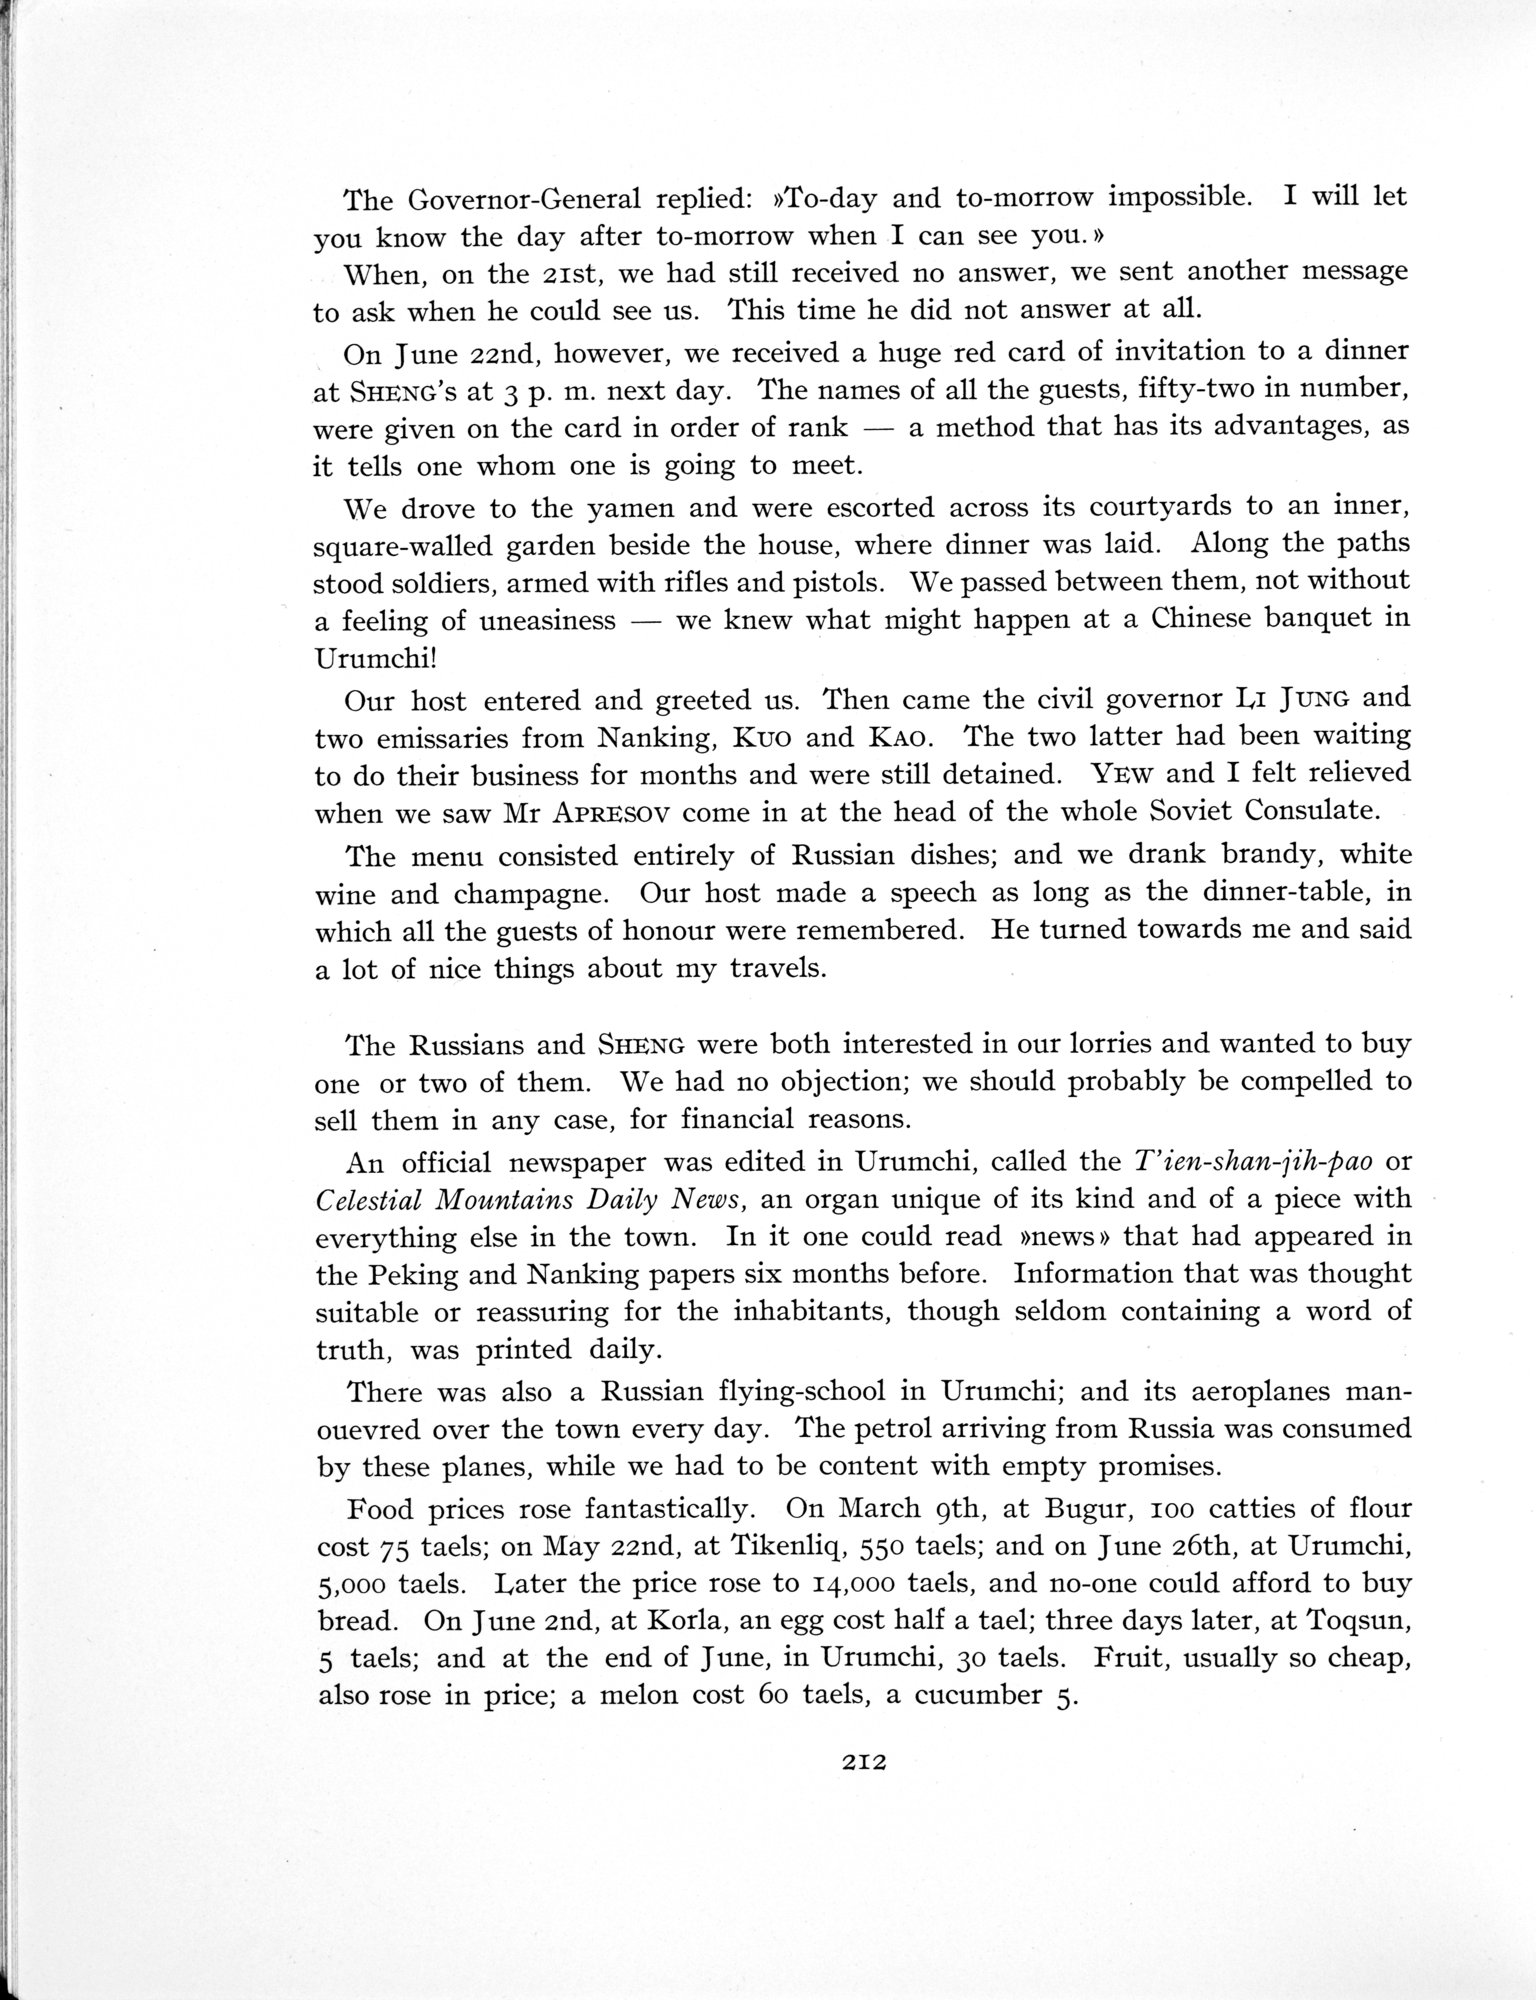 The Governor-General replied: »To-day and to-morrow impossible. I will let
you know the day after to-morrow when I can see you.»
When, on the 21st, we had still received no answer, we sent another message
to ask when he could see us. This time he did not answer at all.
On June 22nd, however, we received a huge red card of invitation to a dinner
at SHENG's at 3 p. m. next day. The names of all the guests, fifty-two in number,
were given on the card in order of rank — a method that has its advantages, as
it tells one whom one is going to meet.
We drove to the yamen and were escorted across its courtyards to an inner,
square-walled garden beside the house, where dinner was laid. Along the paths
stood soldiers, armed with rifles and pistols. We passed between them, not without
a feeling of uneasiness — we knew what might happen at a Chinese banquet in
Urumchi!
Our host entered and greeted us. Then came the civil governor LI JUNG and
two emissaries from Nanking, KUO and KAO. The two latter had been waiting
to do their business for months and were still detained. YEW and I felt relieved
when we saw Mr APRESOV come in at the head of the whole Soviet Consulate.
The menu consisted entirely of Russian dishes; and we drank brandy, white
wine and champagne. Our host made a speech as long as the dinner-table, in
which all the guests of honour were remembered. He turned towards me and said
a lot of nice things about my travels.
The Russians and SHENG were both interested in our lorries and wanted to buy
one or two of them. We had no objection; we should probably be compelled to
sell them in any case, for financial reasons.
An official newspaper was edited in Urumchi, called the T'ien-shan-jih-pao or
Celestial Mountains Daily News, an organ unique of its kind and of a piece with
everything else in the town. In it one could read »news» that had appeared in
the Peking and Nanking papers six months before. Information that was thought
suitable or reassuring for the inhabitants, though seldom containing a word of
truth, was printed daily.
There was also a Russian flying-school in Urumchi; and its aeroplanes man-
ouevred over the town every day. The petrol arriving from Russia was consumed
by these planes, while we had to be content with empty promises.
Food prices rose fantastically. On March 9th, at Bugur, 100 catties of flour
cost 75 taels; on May 22nd, at Tikenliq, 550 taels; and on June 26th, at Urumchi,
5,000 taels. Later the price rose to 14,000 taels, and no-one could afford to buy
bread. On June 2nd, at Korla, an egg cost half a tael; three days later, at Toqsun,
5 taels; and at the end of June, in Urumchi, 30 taels. Fruit, usually so cheap,
also rose in price; a melon cost 60 taels, a cucumber 5.
212